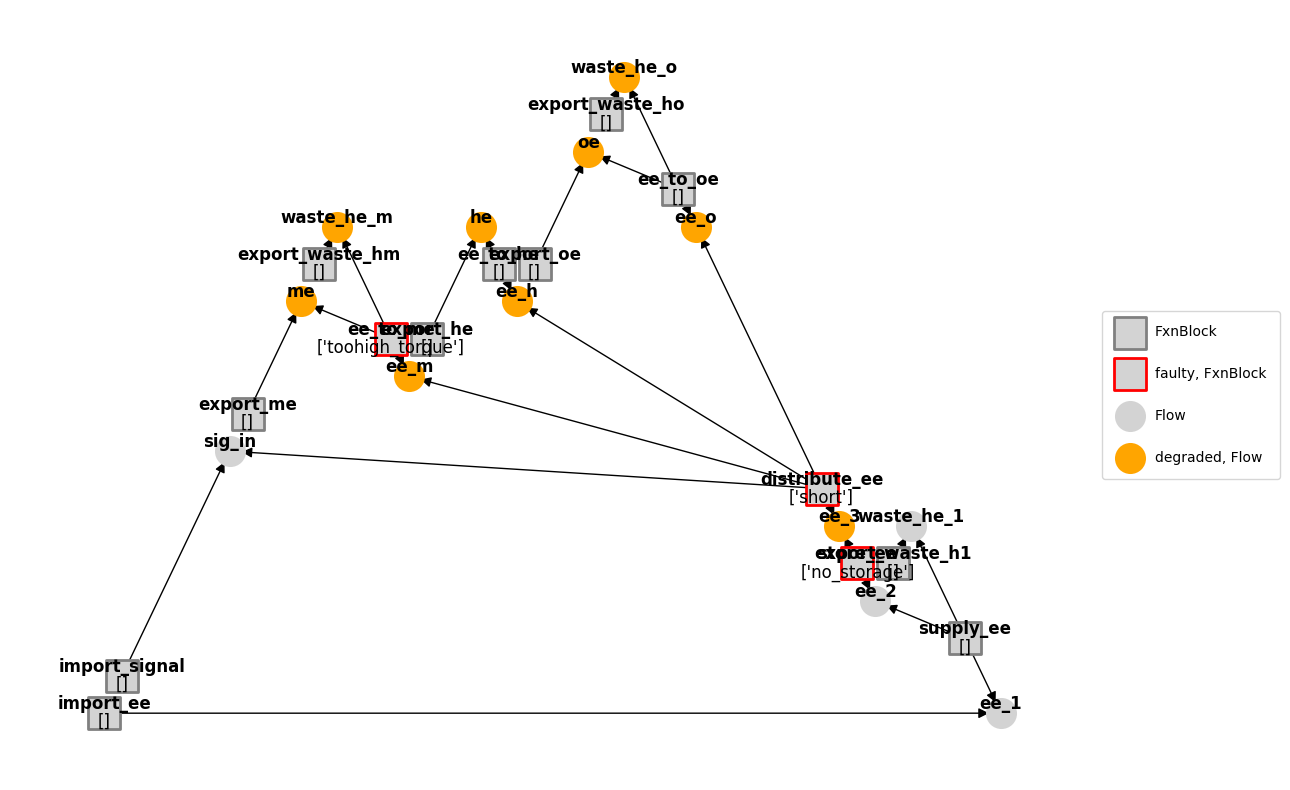 waste_he_o
export_waste_ho
[]
oe
ee_to_oe
[]
waste_he_m
he
ee_o
export_waste_hm
[]
ee_to_he
[]
export_oe
[]
me
ee_h
FxnBlock
ee_to_me
['toohigh_torque']
export_he
[]
ee_m
faulty, FxnBlock
export_me
[]
Flow
sig_in
degraded, Flow
distribute_ee
['short']
ee_3
waste_he_1
store_ee
['no_storage']
export_waste_h1
[]
ee_2
supply_ee
[]
import_signal
[]
import_ee
[]
ee_1